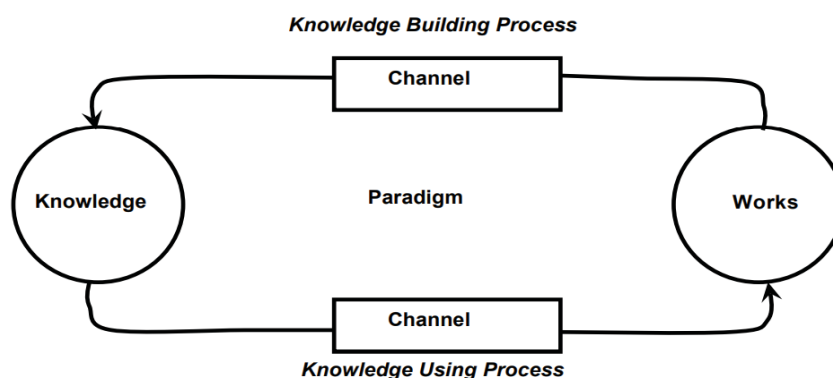 Knowledge Building Process
Channel
Knowledge
Paradigm
Works
Channel
Knowledge Using Process